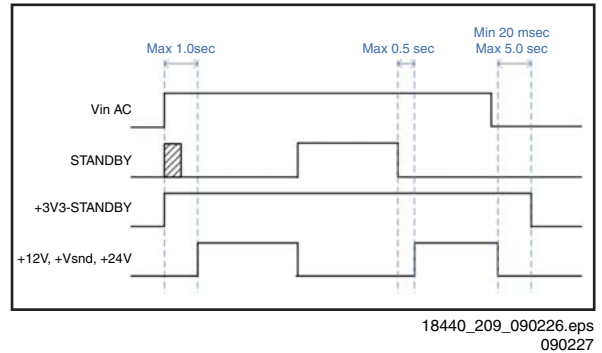 Min 20 msec
Max 1.0sec Max 0.5 sec Max 5.0 sec
Vin AC
STANDBY
+3V3-STANDBY
+12V, +Vsnd, +24V
18440_209_090226.eps
090227